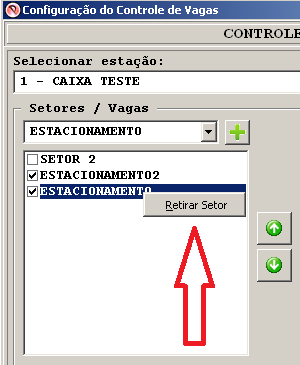 Configuração do Controle de Vagas
CONTROLE
Selecionar estação:
1 - CAIXA TESTE
Setores / Vagas
ESTACIONAMENTO
SETOR 2
ESTACIONAMENTO2
ESTACIONAMENTO
Retirar Setor